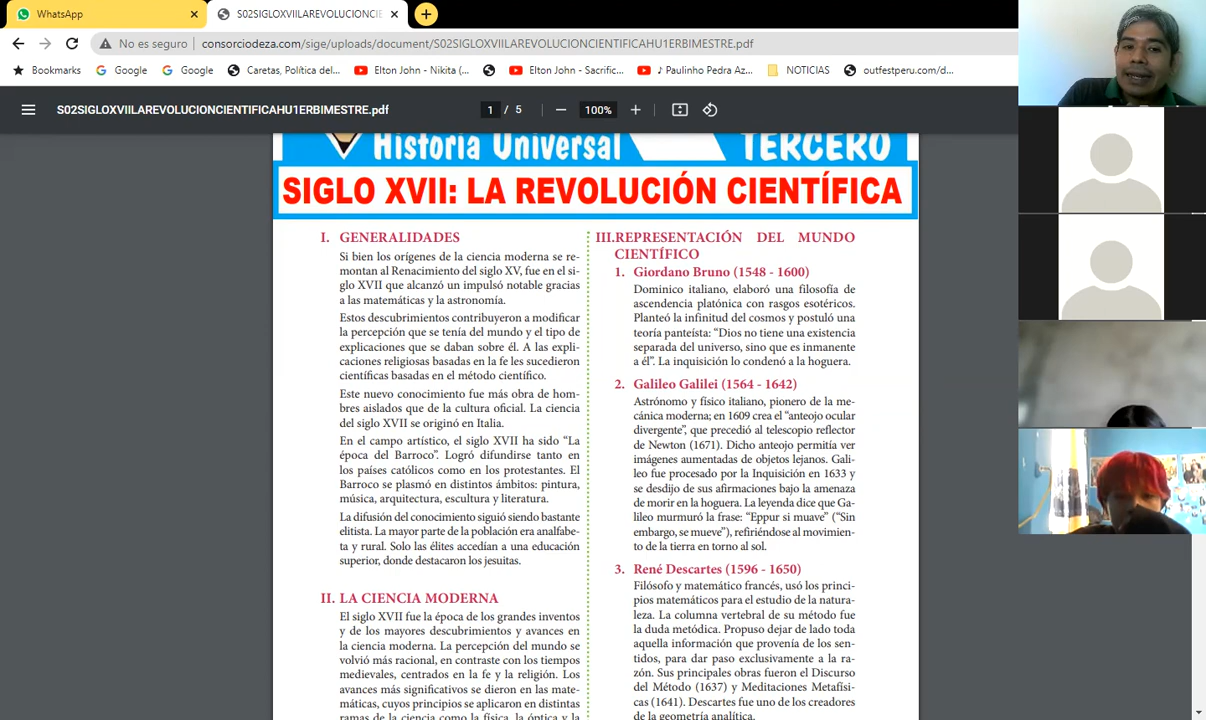 WhatsApp
S02SIGLOXVIILAREVOLUCIONCIE
No es seguro
consorciodeza.com/sige/uploads/document/S02SIGLOXVIILAREVOLUCIONCIENTIFICAHU1ERBIMESTRE.pdf
Bookmarks
Google
Google
Caretas, Política del...
Elton John - Nikita (...
Elton John - Sacrific...
♪ Paulinho Pedra Az...
NOTICIAS
outfestperu.com/d...
S02SIGLOXVIILAREVOLUCIONCIENTIFICAHU1ERBIMESTRE.pdf
1 / 5
100%
Historia Universal
TERCERO
SIGLO XVII: LA REVOLUCIÓN CIENTÍFICA
I. GENERALIDADES
Si bien los orígenes de la ciencia moderna se re-
montan al Renacimiento del siglo XV, fue en el si-
glo XVII que alcanzó un impulsó notable gracias
a las matemáticas y la astronomía.
Estos descubrimientos contribuyeron a modificar
la percepción que se tenía del mundo y el tipo de
explicaciones que se daban sobre él. A las expli-
caciones religiosas basadas en la fe les sucedieron
científicas basadas en el método científico.
Este nuevo conocimiento fue más obra de hom-
bres aislados que de la cultura oficial. La ciencia
del siglo XVII se originó en Italia.
En el campo artístico, el siglo XVII ha sido “La
época del Barroco”. Logró difundirse tanto en
los países católicos como en los protestantes. El
Barroco se plasmó en distintos ámbitos: pintura,
música, arquitectura, escultura y literatura.
La difusión del conocimiento siguió siendo bastante
elitista. La mayor parte de la población era analfabe-
ta y rural. Solo las élites accedían a una educación
superior, donde destacaron los jesuitas.
II. LA CIENCIA MODERNA
El siglo XVII fue la época de los grandes inventos
y de los mayores descubrimientos y avances en
la ciencia moderna. La percepción del mundo se
volvió más racional, en contraste con los tiempos
medievales, centrados en la fe y la religión. Los
avances más significativos se dieron en las mate-
máticas, cuyos principios se aplicaron en distintas
ramas de la ciencia como la física, la óptica y la
III.REPRESENTACIÓN DEL MUNDO
CIENTÍFICO
1. Giordano Bruno (1548 - 1600)
Dominico italiano, elaboró una filosofía de
ascendencia platónica con rasgos esotéricos.
Planteó la infinitud del cosmos y postuló una
teoría panteísta: “Dios no tiene una existencia
separada del universo, sino que es inmanente
a él”. La inquisición lo condenó a la hoguera.
2. Galileo Galilei (1564 - 1642)
Astrónomo y físico italiano, pionero de la me-
cánica moderna; en 1609 crea el “anteojo ocular
divergente”, que precedió al telescopio reflector
de Newton (1671). Dicho anteojo permitía ver
imágenes aumentadas de objetos lejanos. Gali-
leo fue procesado por la Inquisición en 1633 y
se desdijo de sus afirmaciones bajo la amenaza
de morir en la hoguera. La leyenda dice que Ga-
lileo murmuró la frase: “Eppur si muave” (“Sin
embargo, se mueve”), refiriéndose al movimien-
to de la tierra en torno al sol.
3. René Descartes (1596 - 1650)
Filósofo y matemático francés, usó los princi-
pios matemáticos para el estudio de la natura-
leza. La columna vertebral de su método fue
la duda metódica. Propuso dejar de lado toda
aquella información que provenía de los sen-
tidos, para dar paso exclusivamente a la ra-
zón. Sus principales obras fueron el Discurso
del Método (1637) y Meditaciones Metafísi-
cas (1641). Descartes fue uno de los creadores
de la geometría analítica.